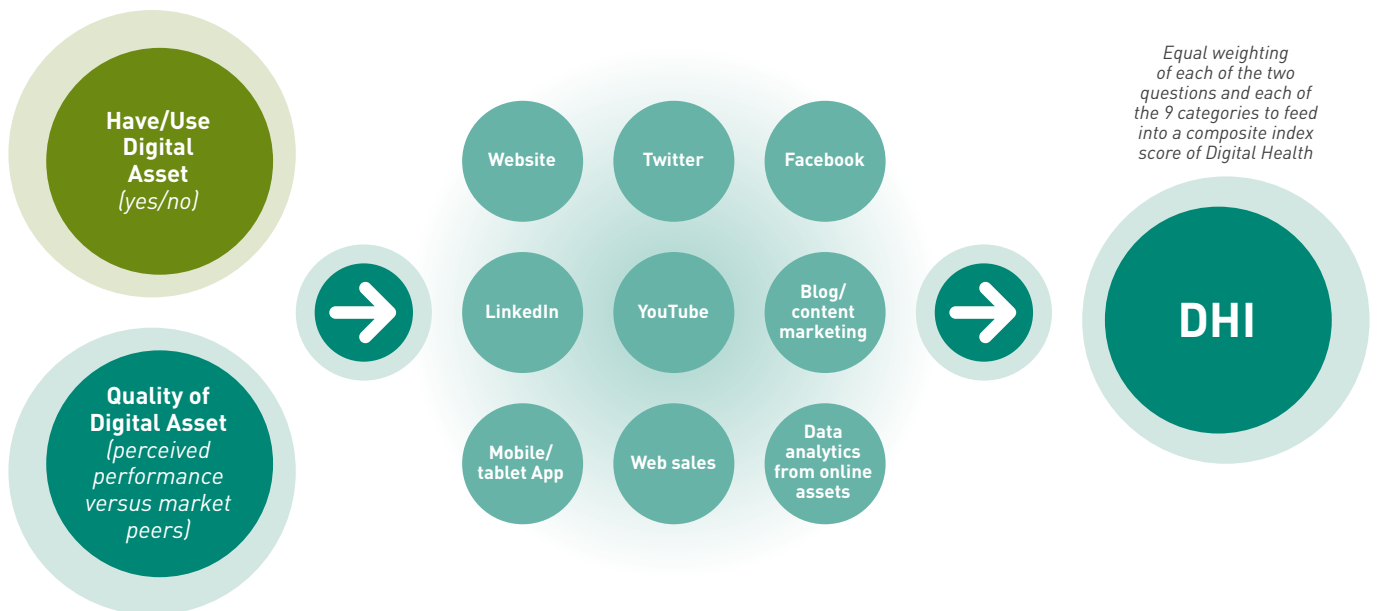 Have/Use
Digital
Asset
(yes/no)
Quality of
Digital Asset
(perceived
performance
versus market
peers)
Website
Twitter
Facebook
LinkedIn
YouTube
Blog/
content
marketing
Mobile/
tablet App
Web sales
Data
analytics
from online
assets
Equal weighting
of each of the two
questions and each of
the 9 categories to feed
into a composite index
score of Digital Health
DHI